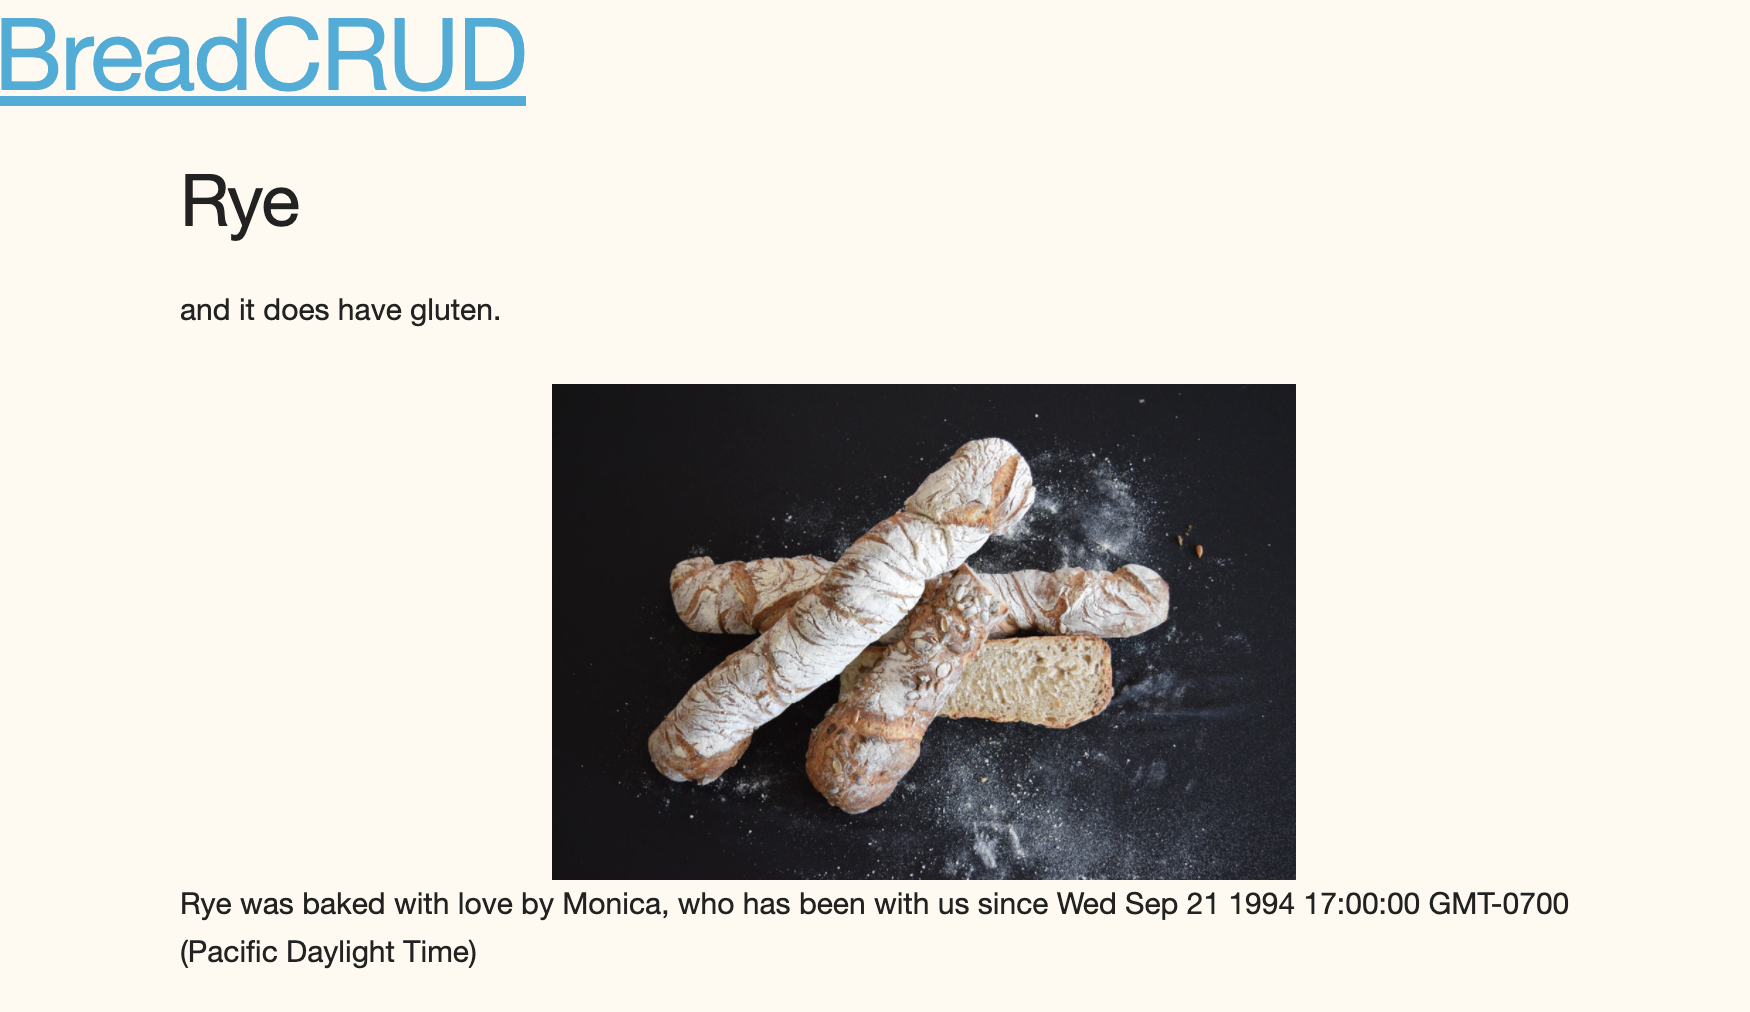 BreadCRUD
Rye
and it does have gluten.
Rye was baked with love by Monica, who has been with us since Wed Sep 21 1994 17:00:00 GMT-0700
(Pacific Daylight Time)